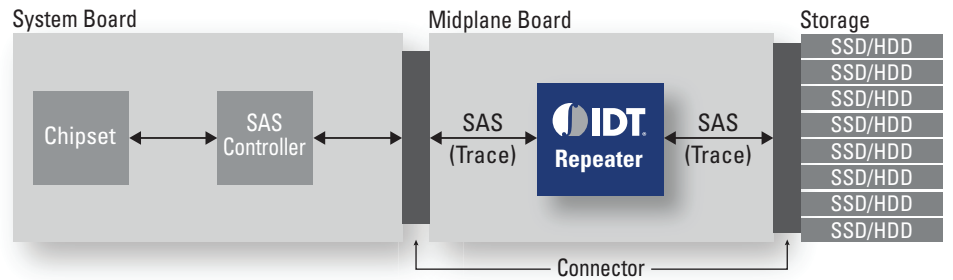 System Board
Midplane Board
Storage
Chipset
SAS
Controller
SAS
(Trace)
IDT.
Repeater
SAS
(Trace)
SSD/HDD
SSD/HDD
SSD/HDD
SSD/HDD
SSD/HDD
SSD/HDD
SSD/HDD
SSD/HDD
Connector